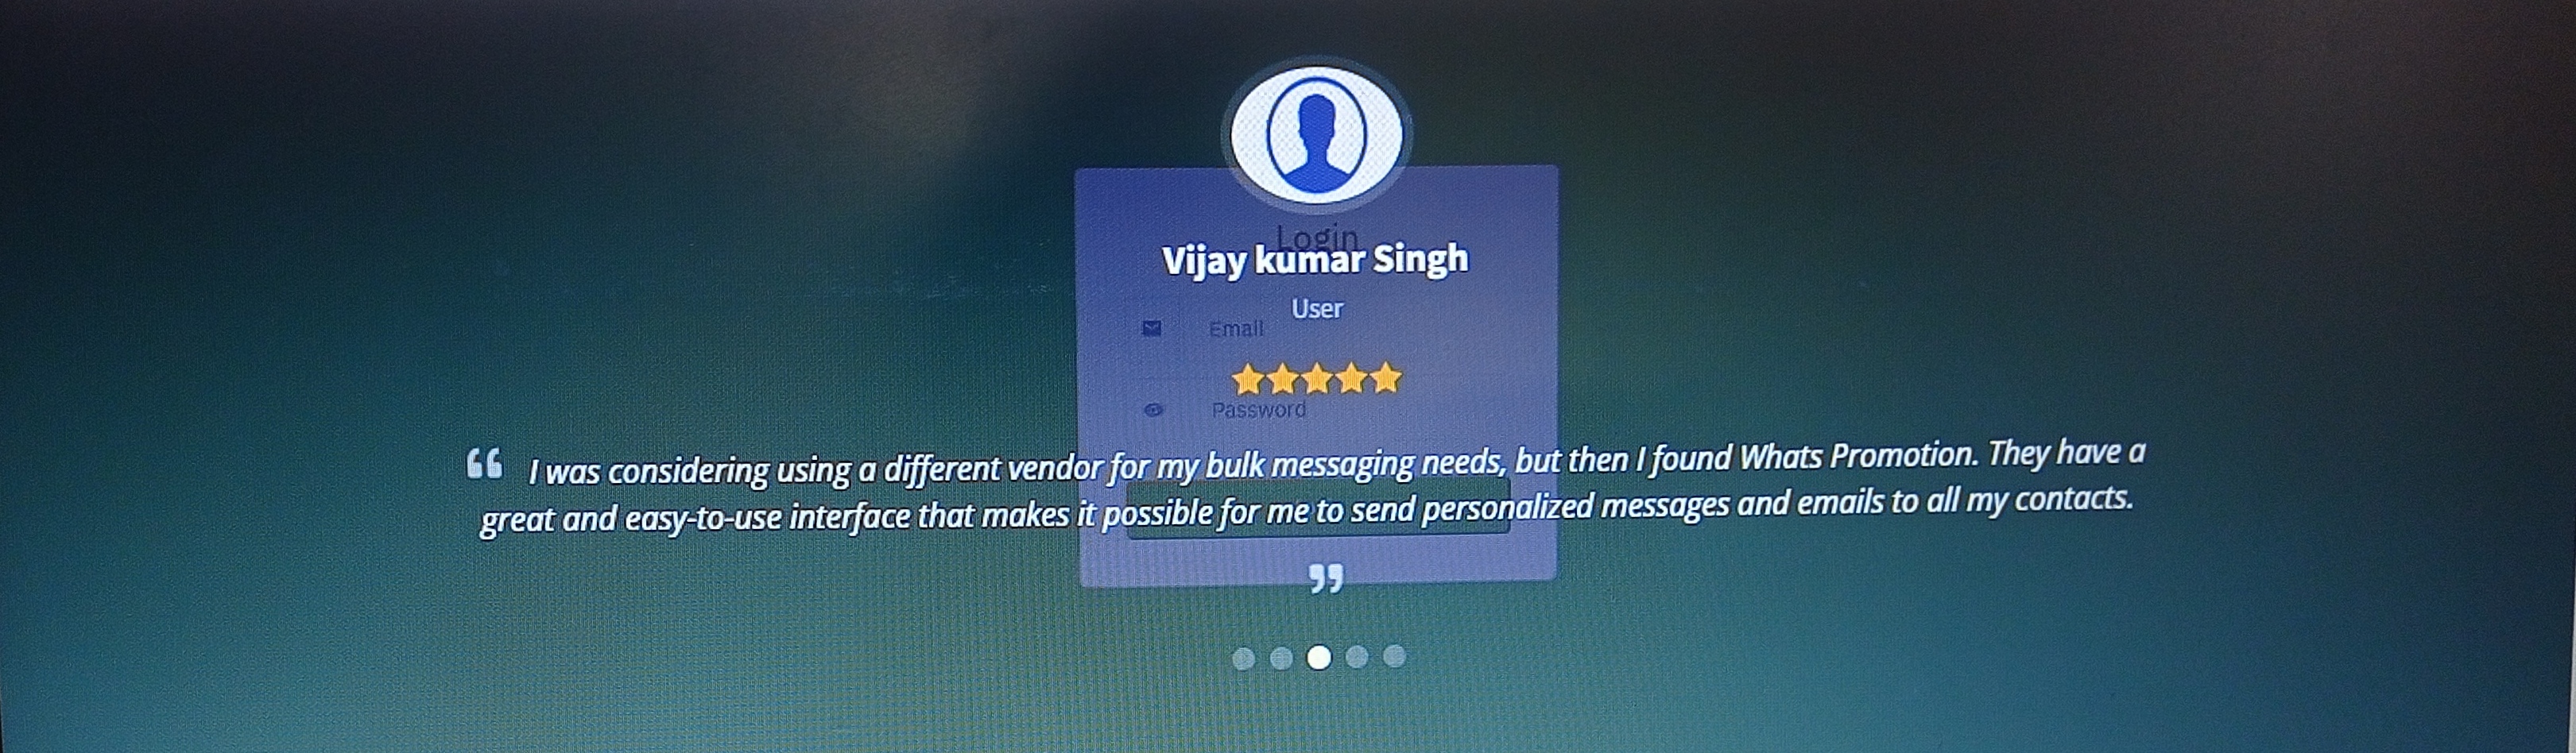 Login
Vijay kumar Singh
User
Email
Password
“ I was considering using a different vendor for my bulk messaging needs, but then I found Whats Promotion. They have a
great and easy-to-use interface that makes it possible for me to send personalized messages and emails to all my contacts.
”